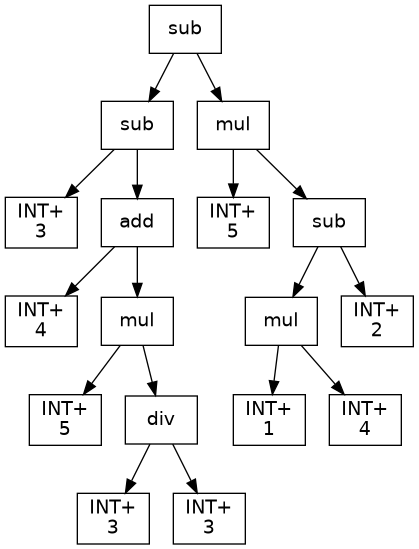 sub
sub
mul
INT+
3
add
INT+
5
sub
INT+
4
mul
mul
INT+
2
INT+
5
div
INT+
1
INT+
4
INT+
3
INT+
3